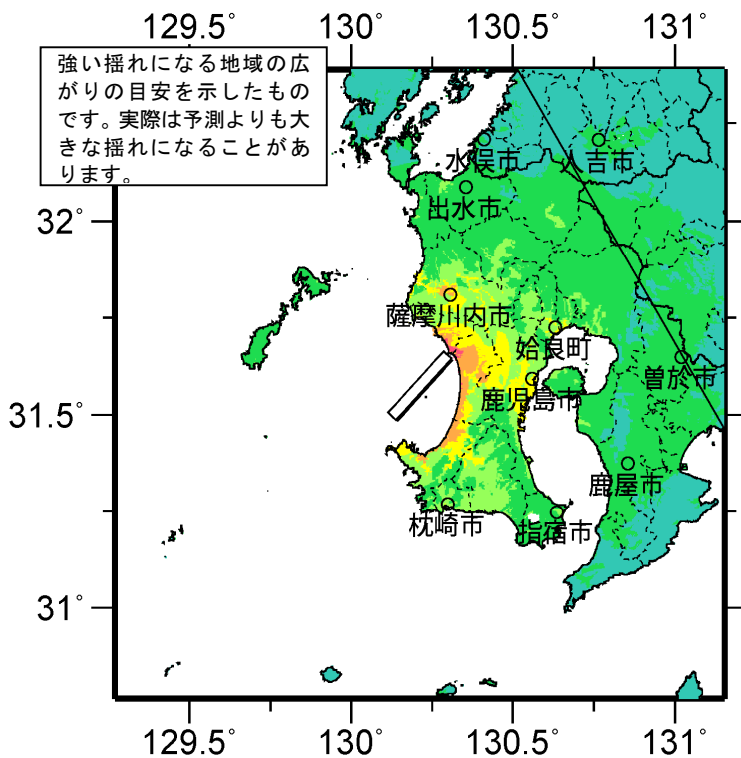 129.5° 130° 130.5° 131°
強い揺れになる地域の広
がりの目安を示したもの
です。実際は予測よりも大
きな揺れになることがあ
ります。
水俣市 人吉市
出水市
32°
薩摩川内市
姶良町
曽於市
鹿児島市
31.5°
鹿屋市
枕崎市 指宿市
31°
129.5° 130° 130.5° 131°